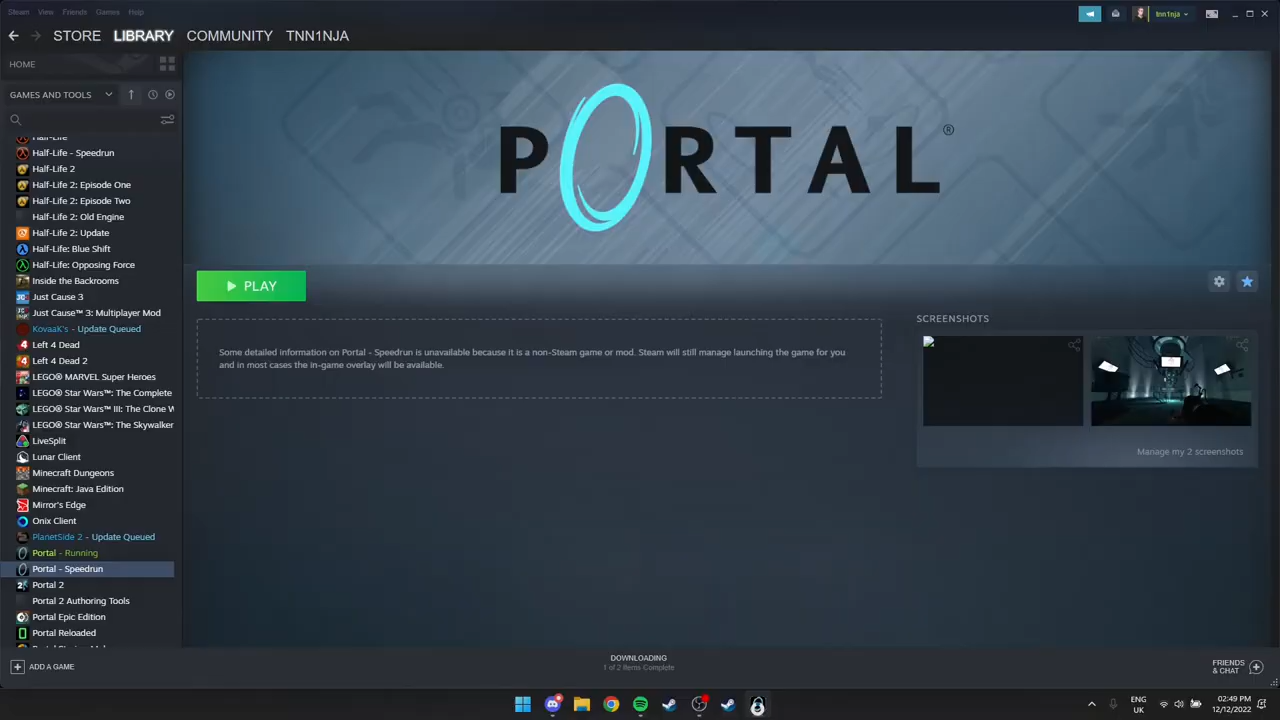 Steam View Friends Games Help
tnn1nja
STORE LIBRARY COMMUNITY TNN1NJA
HOME
GAMES AND TOOLS
PORTAL®
Half-Life
Half-Life - Speedrun
Half-Life 2
Half-Life 2: Episode One
Half-Life 2: Episode Two
Half-Life 2: Old Engine
Half-Life 2: Update
Half-Life: Blue Shift
Half-Life: Opposing Force
Inside the Backrooms
Just Cause 3
Just Cause™ 3: Multiplayer Mod
KovaaK's - Update Queued
Left 4 Dead
Left 4 Dead 2
LEGO® MARVEL Super Heroes
LEGO® Star Wars™: The Complete
LEGO® Star Wars™ III: The Clone W
LEGO® Star Wars™: The Skywalker
LiveSplit
Lunar Client
Minecraft Dungeons
Minecraft: Java Edition
Mirror's Edge
Onix Client
PlanetSide 2 - Update Queued
Portal - Running
Portal - Speedrun
Portal 2
Portal 2 Authoring Tools
Portal Epic Edition
Portal Reloaded
PLAY
Some detailed information on Portal - Speedrun is unavailable because it is a non-Steam game or mod. Steam will still manage launching the game for you
and in most cases the in-game overlay will be available.
SCREENSHOTS
Manage my 2 screenshots
ADD A GAME
DOWNLOADING
1 of 2 Items Complete
FRIENDS
& CHAT
ENG
UK
02:49 PM
12/12/2022